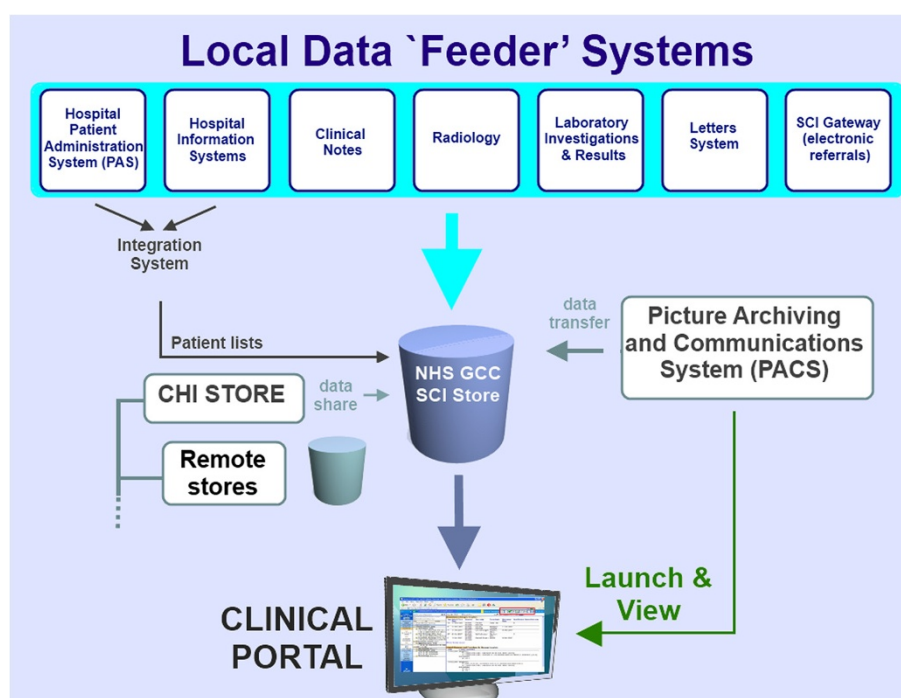 Local Data `Feeder’ Systems
Hospital
Patient
Administration
System (PAS)
Hospital
Information
Systems
Clinical
Notes
Radiology
Laboratory
Investigations
& Results
Letters
System
SCI Gateway
(electronic
referrals)
Integration
System
Patient lists
CHI STORE
data
share
Remote
stores
NHS GCC
SCI Store
data
transfer
Picture Archiving
and Communications
System (PACS)
Launch &
View
CLINICAL
PORTAL